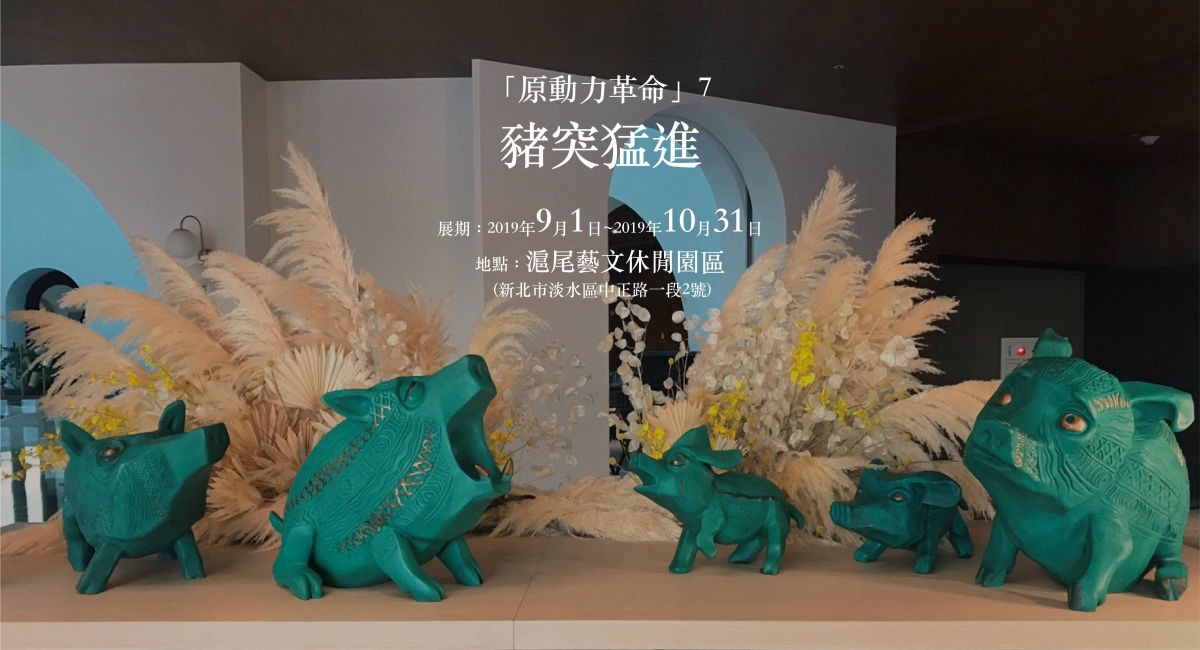 「原動力革命」7
豬突猛進
展期：2019年9月1日~2019年10月31日
地點：滬尾藝文休閒園區
(新北市淡水區中正路一段2號)